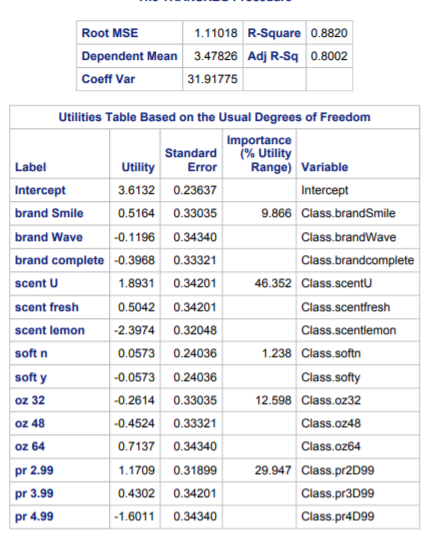 The TRANSREG Procedure
Root MSE 1.11018 R-Square 0.8820
Dependent Mean 3.47826 Adj R-Sq 0.8002
Coeff Var 31.91775
Utilities Table Based on the Usual Degrees of Freedom
Label Utility Standard Error Importance (% Utility Range) Variable
Intercept 3.6132 0.23637 Intercept
brand Smile 0.5164 0.33035 9.866 Class.brandSmile
brand Wave -0.1196 0.34340 Class.brandWave
brand complete -0.3968 0.33321 Class.brandcomplete
scent U 1.8931 0.34201 46.352 Class.scentU
scent fresh 0.5042 0.34201 Class.scentfresh
scent lemon -2.3974 0.32048 Class.scentlemon
soft n 0.0573 0.24036 1.238 Class.softn
soft y -0.0573 0.24036 Class.softy
oz 32 -0.2614 0.33035 12.598 Class.oz32
oz 48 -0.4524 0.33321 Class.oz48
oz 64 0.7137 0.34340 Class.oz64
pr 2.99 1.1709 0.31899 29.947 Class.pr2D99
pr 3.99 0.4302 0.34201 Class.pr3D99
pr 4.99 -1.6011 0.34340 Class.pr4D99